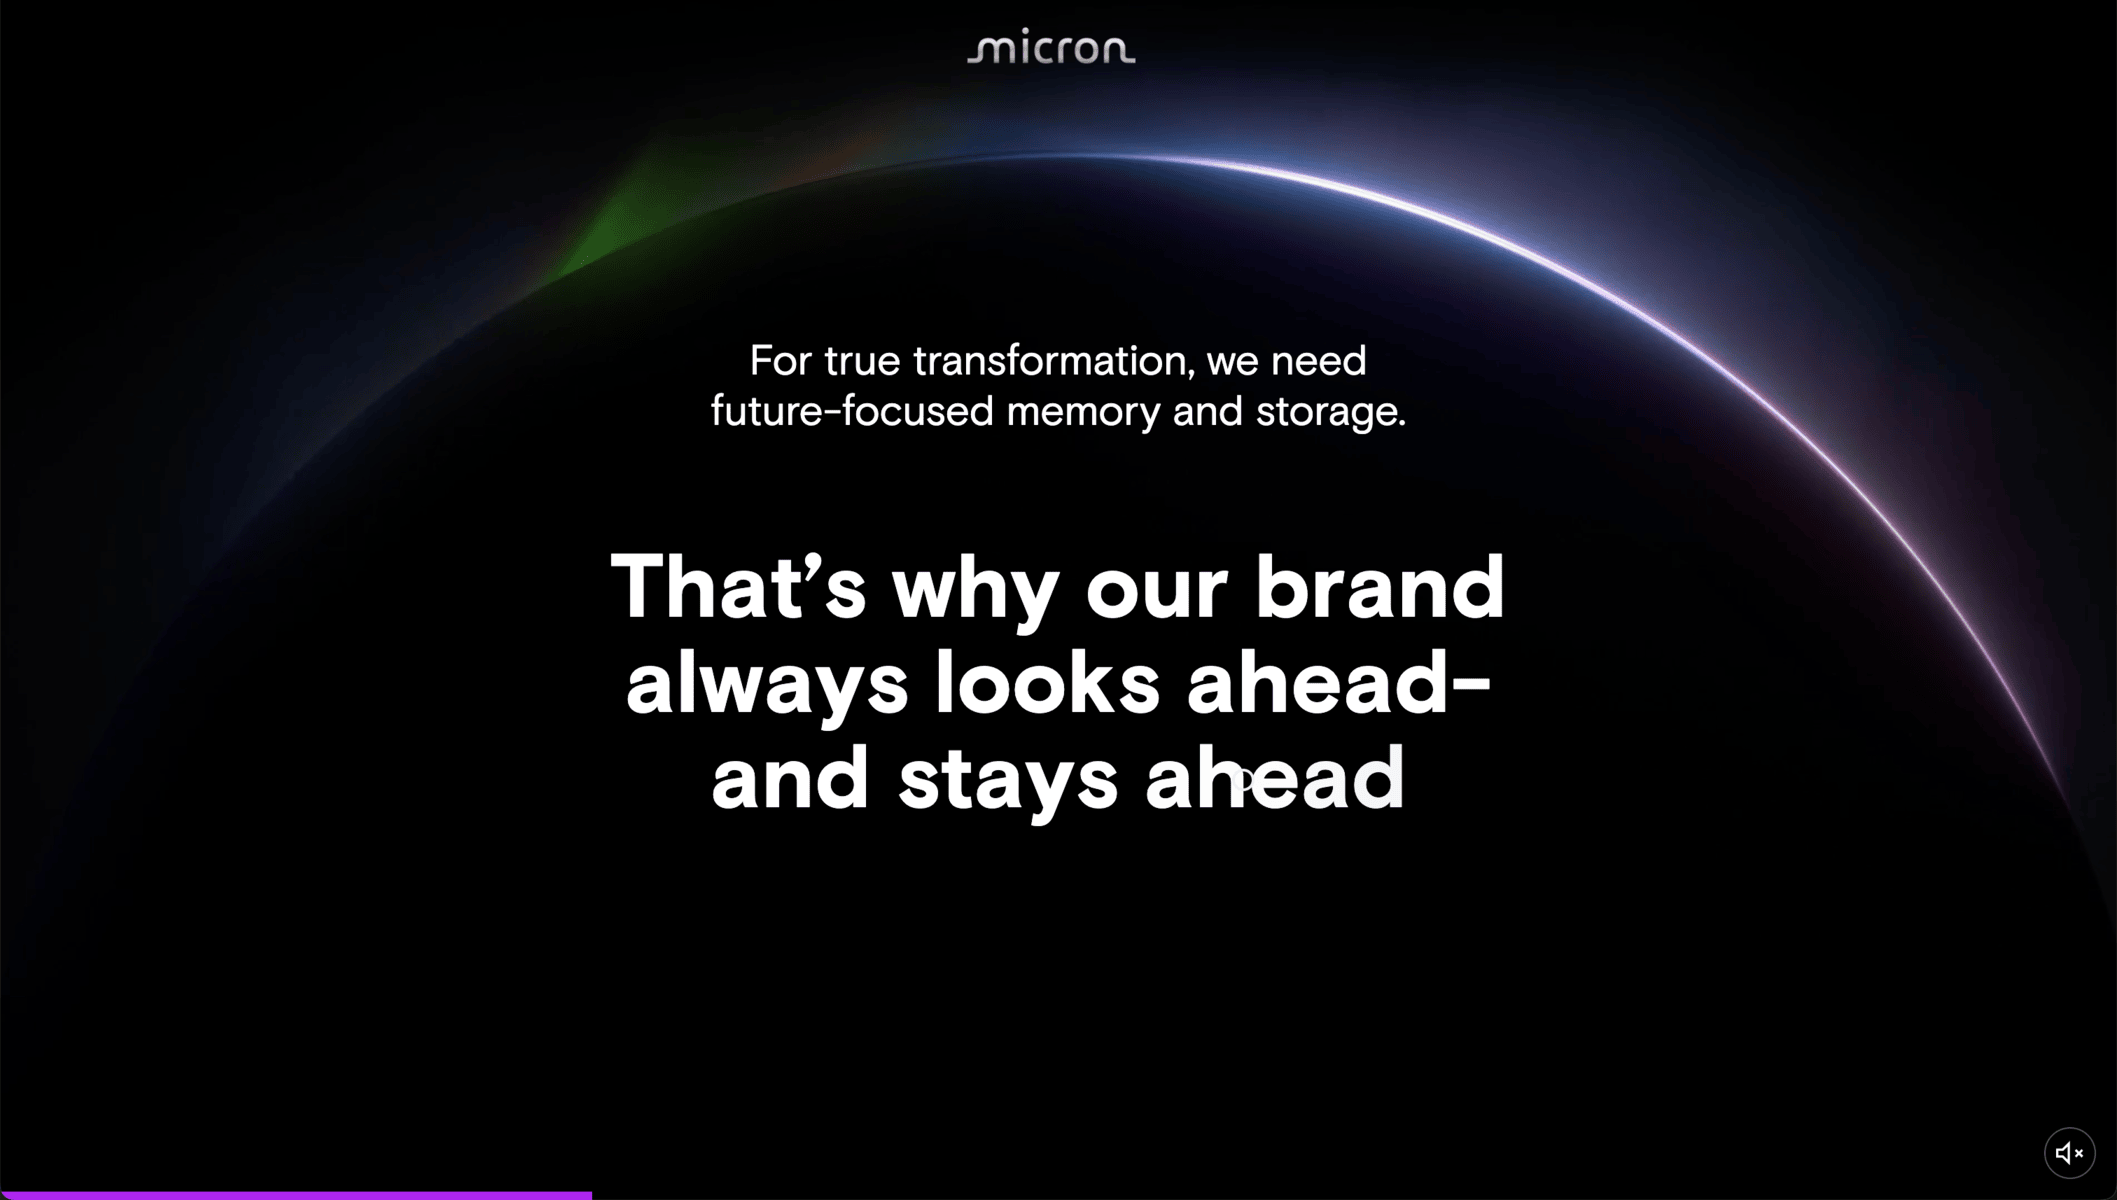 micron
For true transformation, we need
future-focused memory and storage.
That’s why our brand
always looks ahead–
and stays ahead